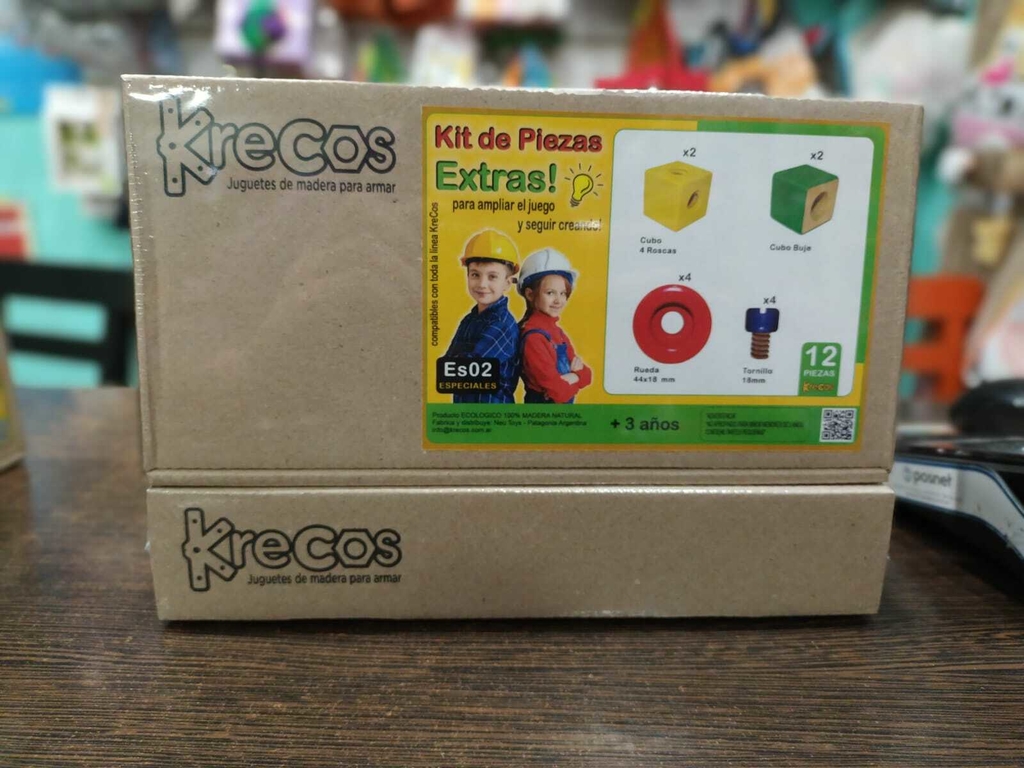 KreCos
Juguetes de madera para armar
Kit de Piezas
Extras!
para ampliar el juego
y seguir creando!
compatibles con toda la linea KreCos
Es02
ESPECIALES
x2
Cubo
4 Roscas
x2
Cubo Buje
x4
Rueda
44x18 mm
x4
Tornillo
18mm
12
PIEZAS
KreCos
Producto ECOLOGICO 100% MADERA NATURAL
Fabrica y distribuye: Neo Toys - Patagonia Argentina
info@krecos.com.ar
+ 3 años
KreCos
Juguetes de madera para armar
posnet